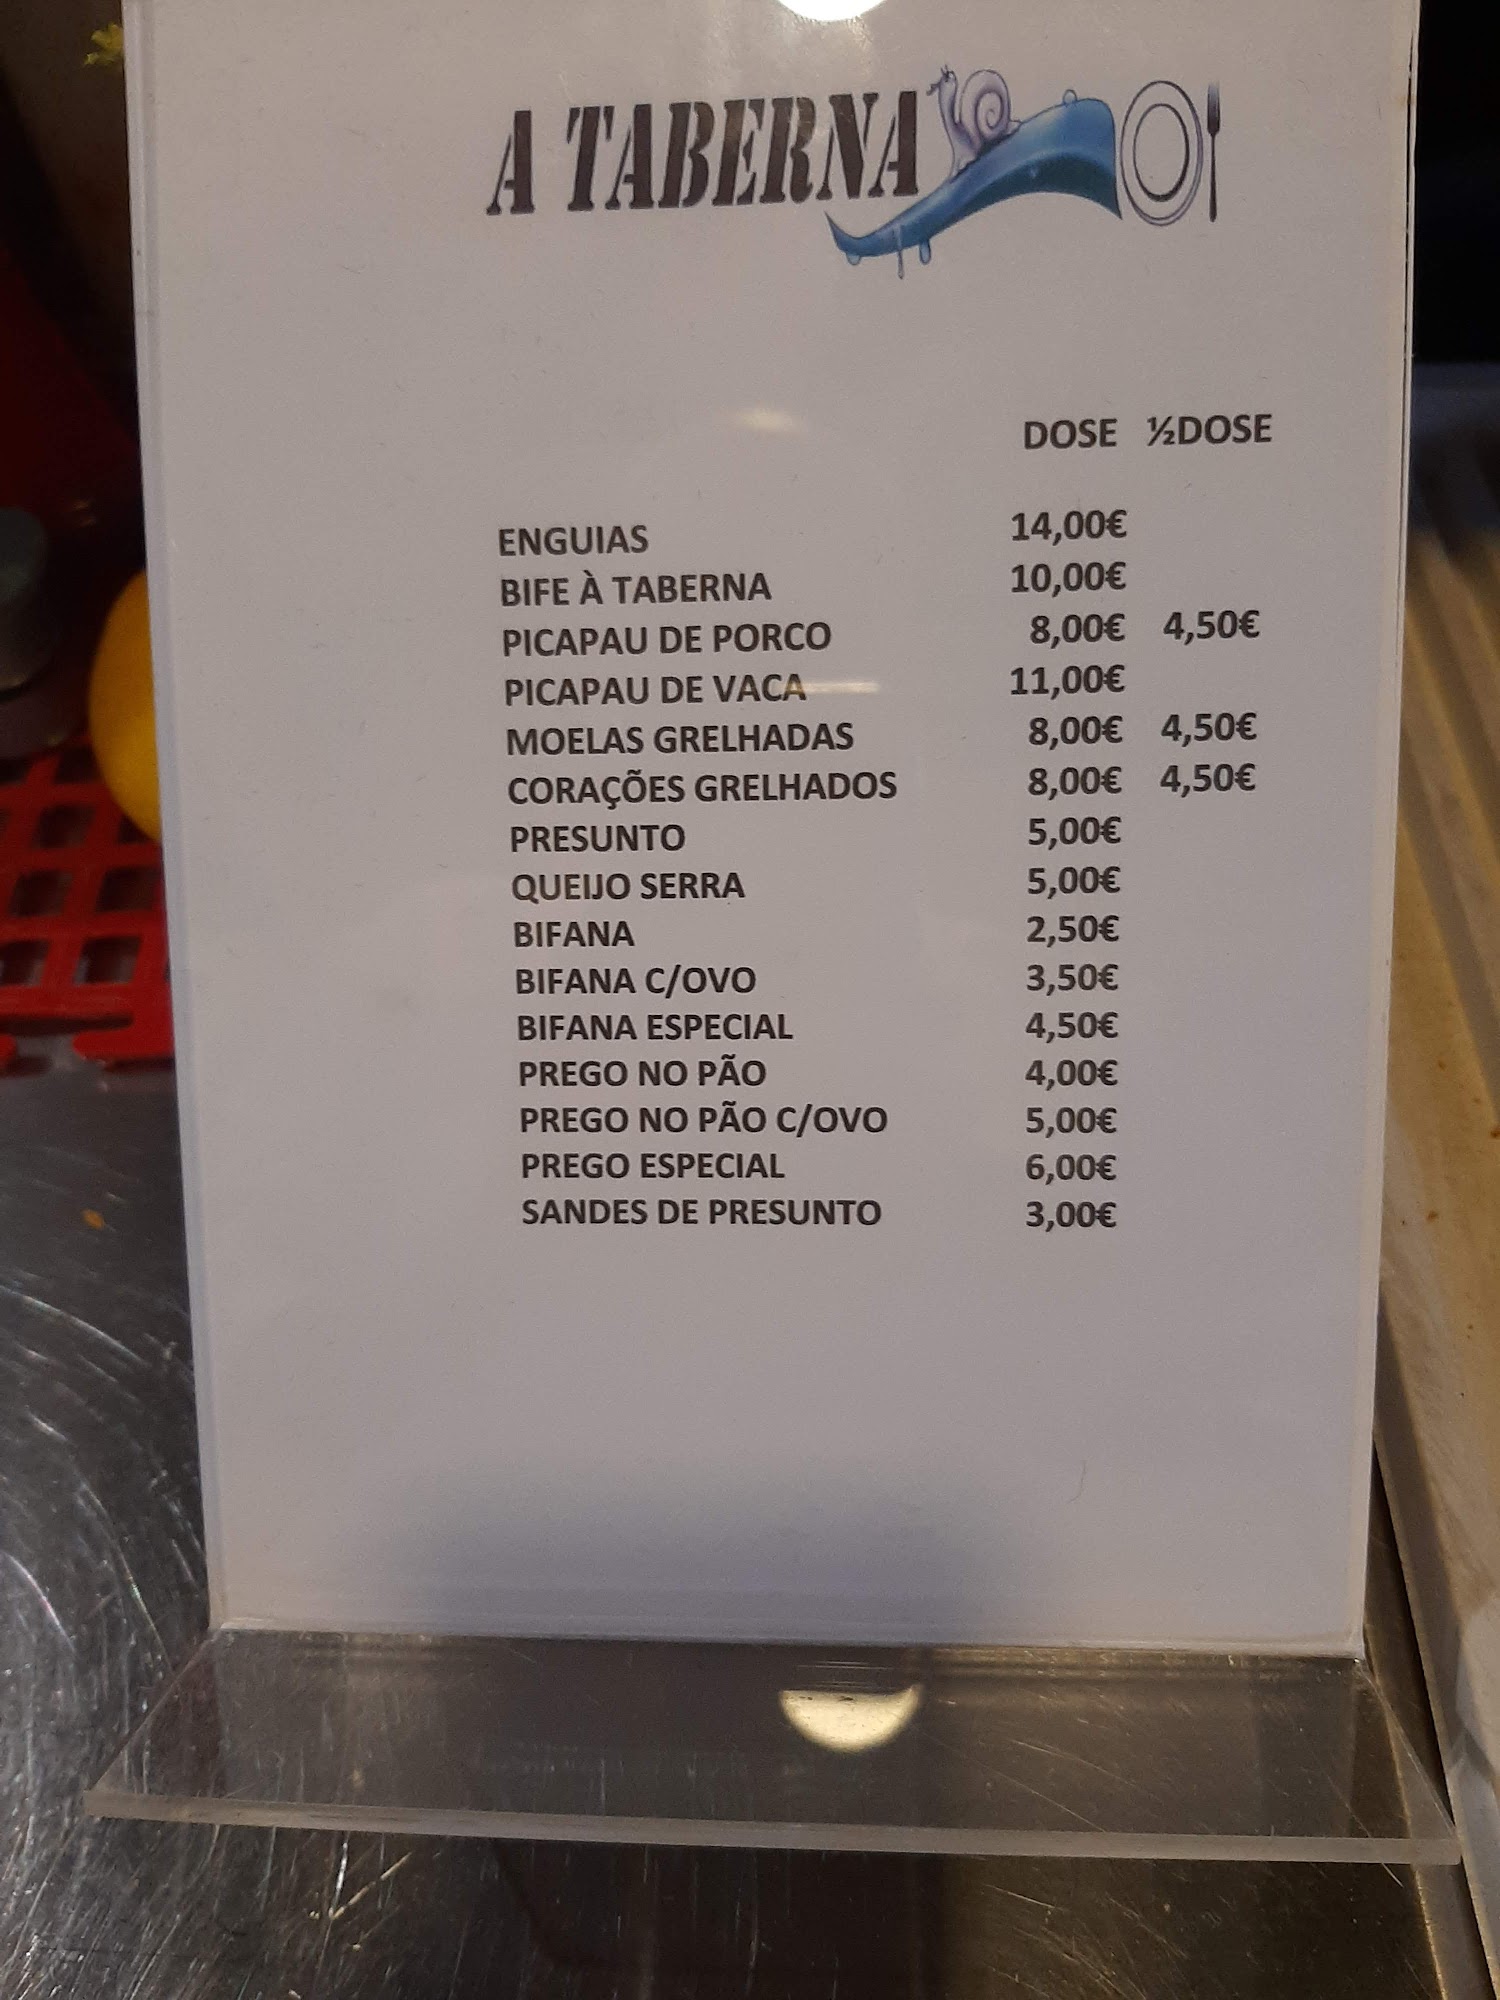 A TABERNA
DOSE ½DOSE
ENGUIAS 14,00€
BIFE À TABERNA 10,00€
PICAPAU DE PORCO 8,00€ 4,50€
PICAPAU DE VACA 11,00€
MOELAS GRELHADAS 8,00€ 4,50€
CORAÇÕES GRELHADOS 8,00€ 4,50€
PRESUNTO 5,00€
QUEIJO SERRA 5,00€
BIFANA 2,50€
BIFANA C/OVO 3,50€
BIFANA ESPECIAL 4,50€
PREGO NO PÃO 4,00€
PREGO NO PÃO C/OVO 5,00€
PREGO ESPECIAL 6,00€
SANDES DE PRESUNTO 3,00€